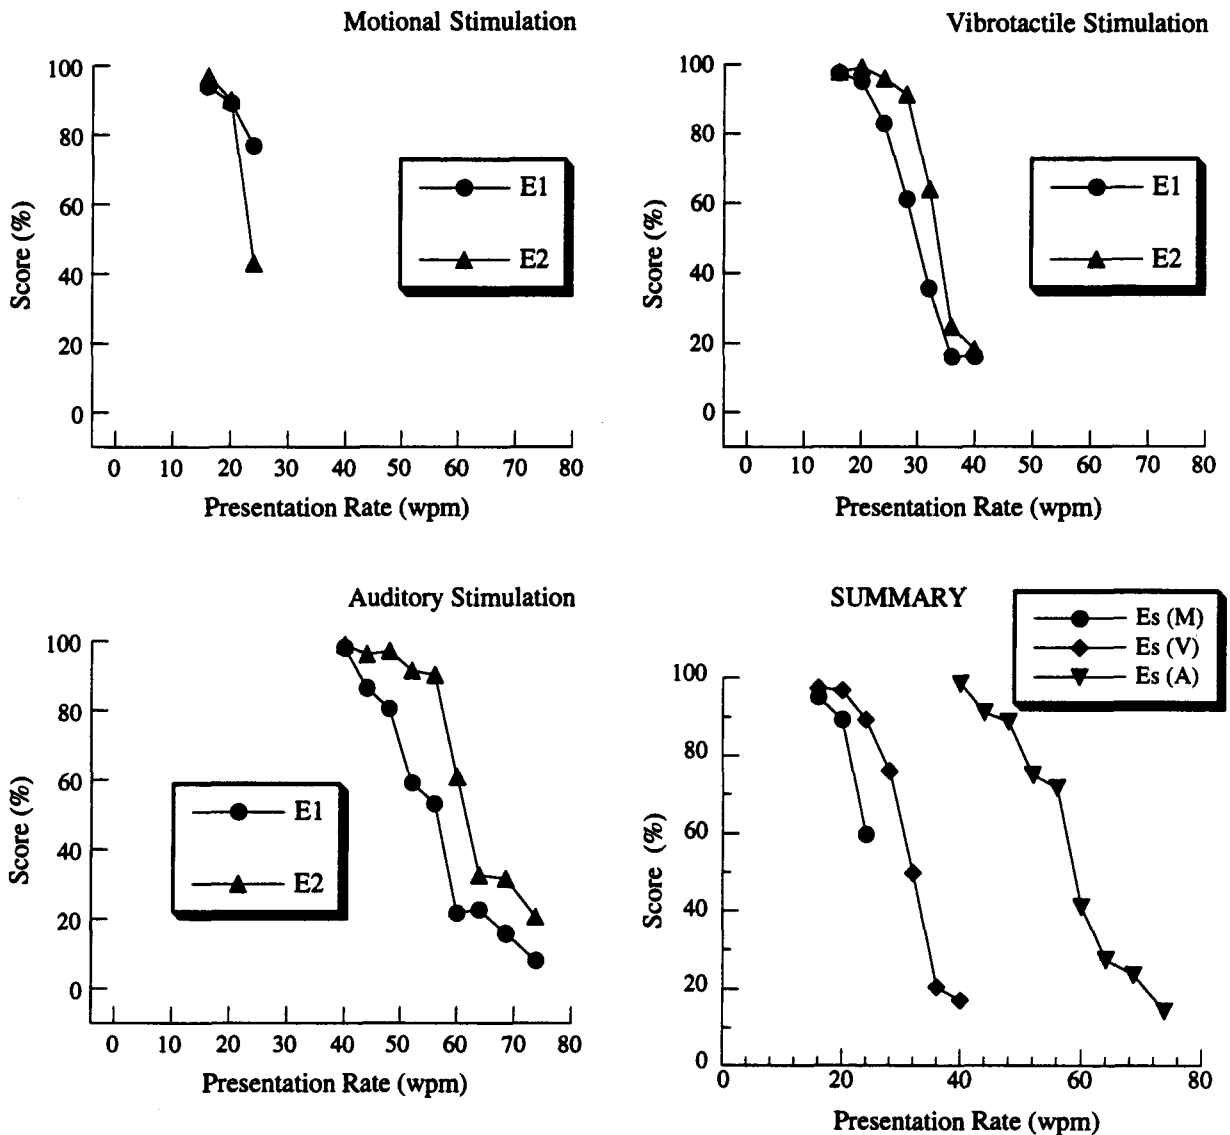 Motional Stimulation
100
80
60
40
20
0
Score (%)
E1
E2
0 10 20 30 40 50 60 70 80
Presentation Rate (wpm)
Vibrotactile Stimulation
100
80
60
40
20
0
Score (%)
E1
E2
0 10 20 30 40 50 60 70 80
Presentation Rate (wpm)
Auditory Stimulation
100
80
60
40
20
0
Score (%)
E1
E2
0 10 20 30 40 50 60 70 80
Presentation Rate (wpm)
SUMMARY
Es (M)
Es (V)
Es (A)
100
80
60
40
20
0
Score (%)
0 20 40 60 80
Presentation Rate (wpm)